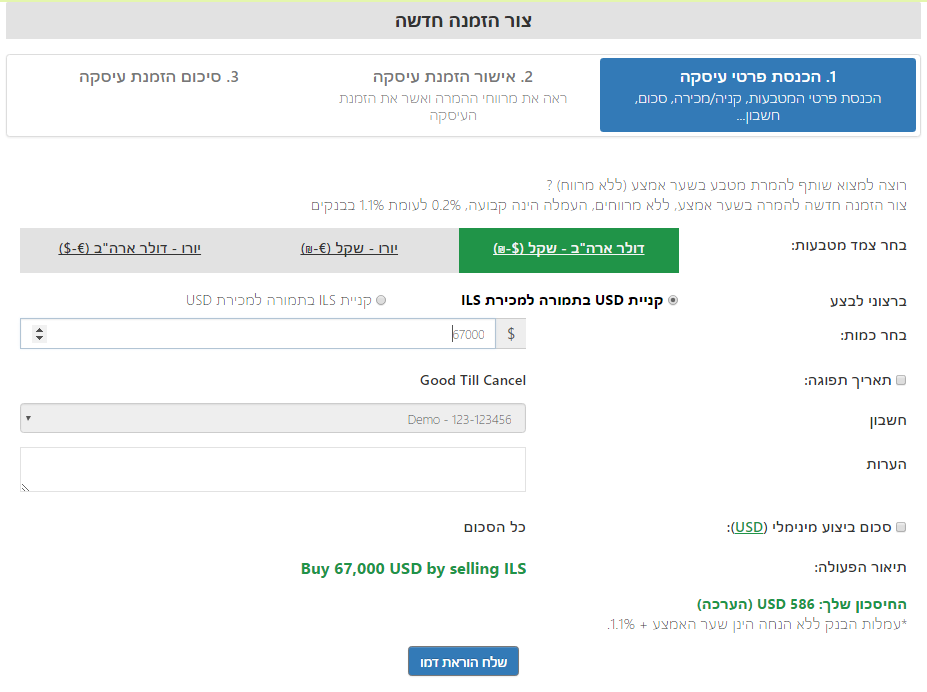 צור הזמנה חדשה
1. הכנסת פרטי עיסקה
הכנסת פרטי המטבעות, קניה/מכירה, סכום,
חשבון...
2. אישור הזמנת עיסקה
ראה את מרווחי ההמרה ואשר את הזמנת
העיסקה
3. סיכום הזמנת עיסקה
רוצה למצוא שותף להמרת מטבע בשער אמצע (ללא מרווח) ?
צור הזמנה חדשה להמרה בשער אמצע, ללא מרווחים, העמלה הינה קבועה, 0.2% לעומת 1.1% בבנקים
בחר צמד מטבעות:
דולר ארה"ב - שקל ($-₪)
יורו - שקל (€-₪)
יורו - דולר ארה"ב (€-$)
ברצוני לבצע
קניית USD בתמורה למכירת ILS
קניית ILS בתמורה למכירת USD
בחר כמות:
$
67000
תאריך תפוגה:
Good Till Cancel
חשבון
Demo - 123-123456
הערות
סכום ביצוע מינימלי (USD):
כל הסכום
תיאור הפעולה:
Buy 67,000 USD by selling ILS
החיסכון שלך: 586 USD (הערכה)
*עמלות הבנק ללא הנחה הינן שער האמצע + 1.1%.
שלח הוראת דמו